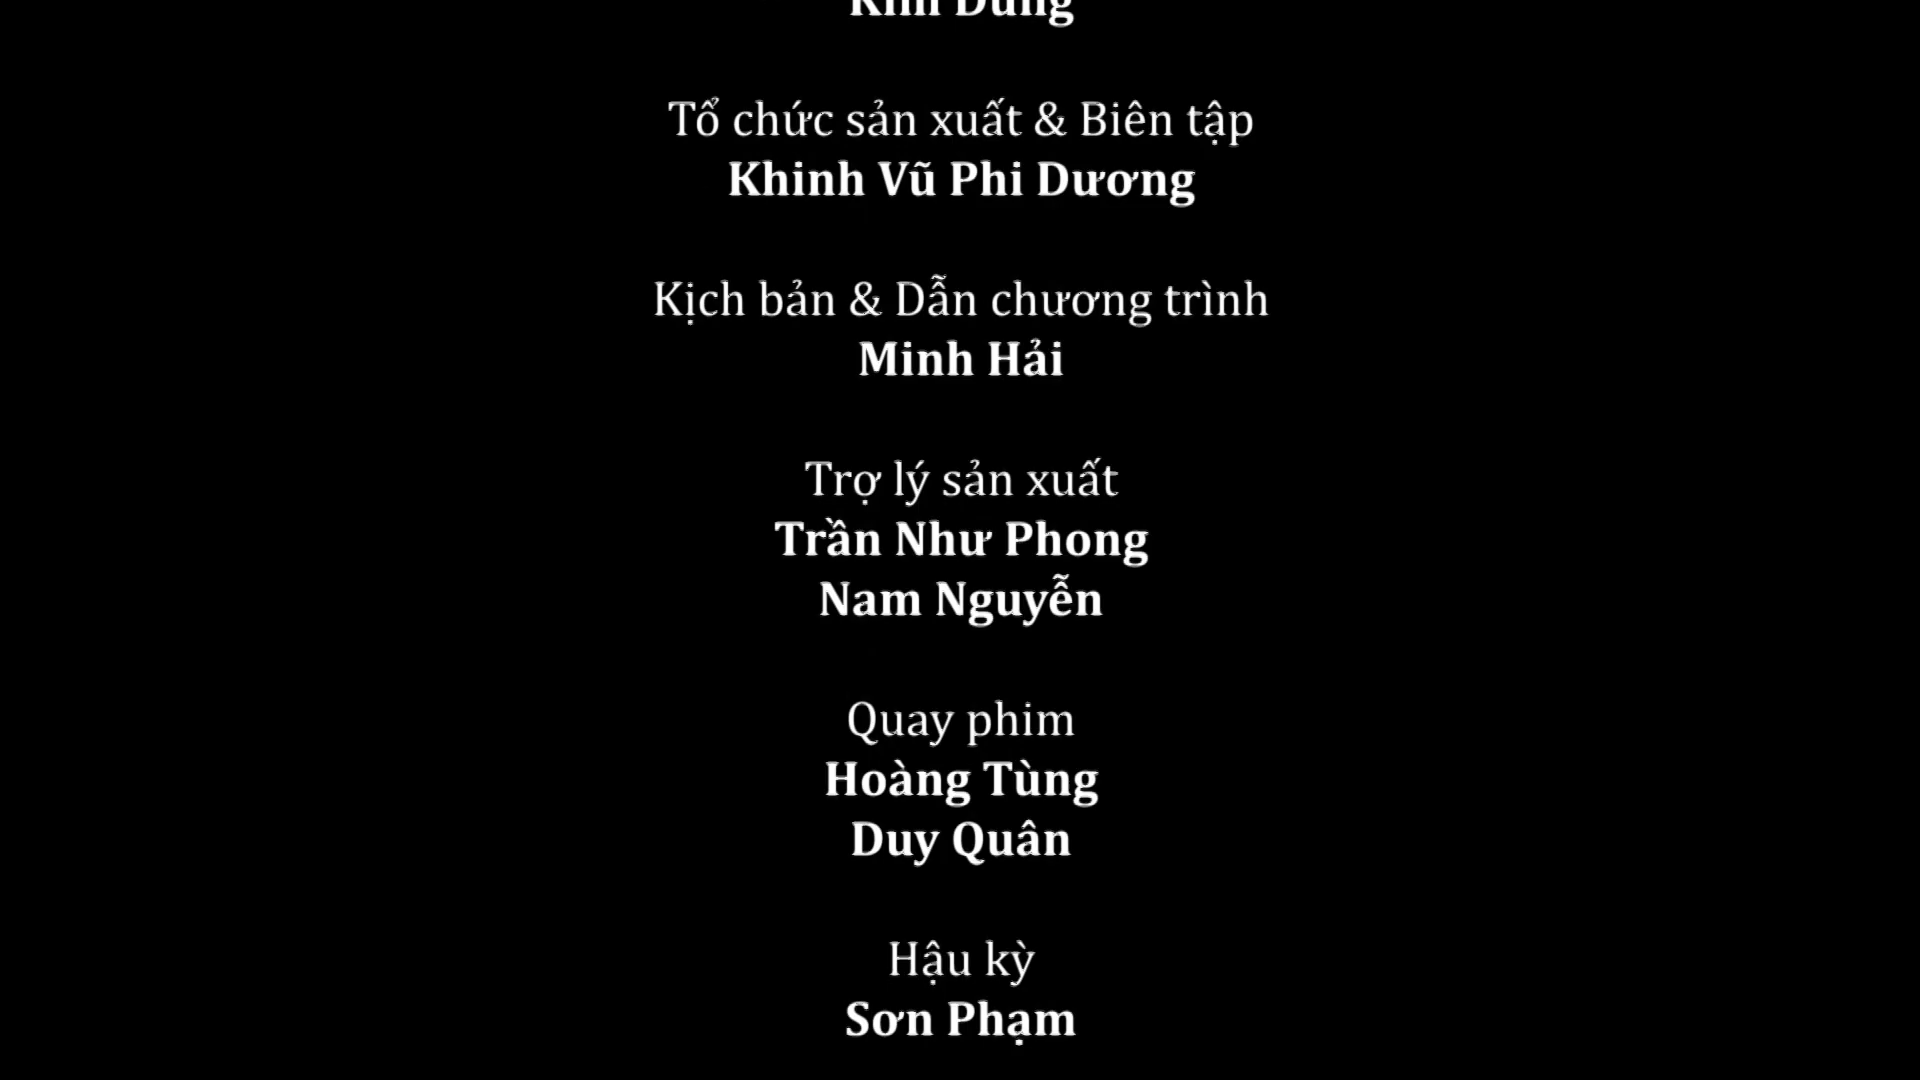 Tổ chức sản xuất & Biên tập
Khinh Vũ Phi Dương
Kịch bản & Dẫn chương trình
Minh Hải
Trợ lý sản xuất
Trần Như Phong
Nam Nguyễn
Quay phim
Hoàng Tùng
Duy Quân
Hậu kỳ
Sơn Phạm